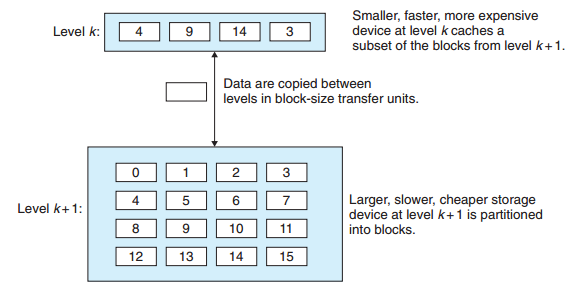 Level k:
4 9 14 3
Smaller, faster, more expensive
device at level k caches a
subset of the blocks from level k+1.
Data are copied between
levels in block-size transfer units.
Level k+1:
0 1 2 3
4 5 6 7
8 9 10 11
12 13 14 15
Larger, slower, cheaper storage
device at level k+1 is partitioned
into blocks.